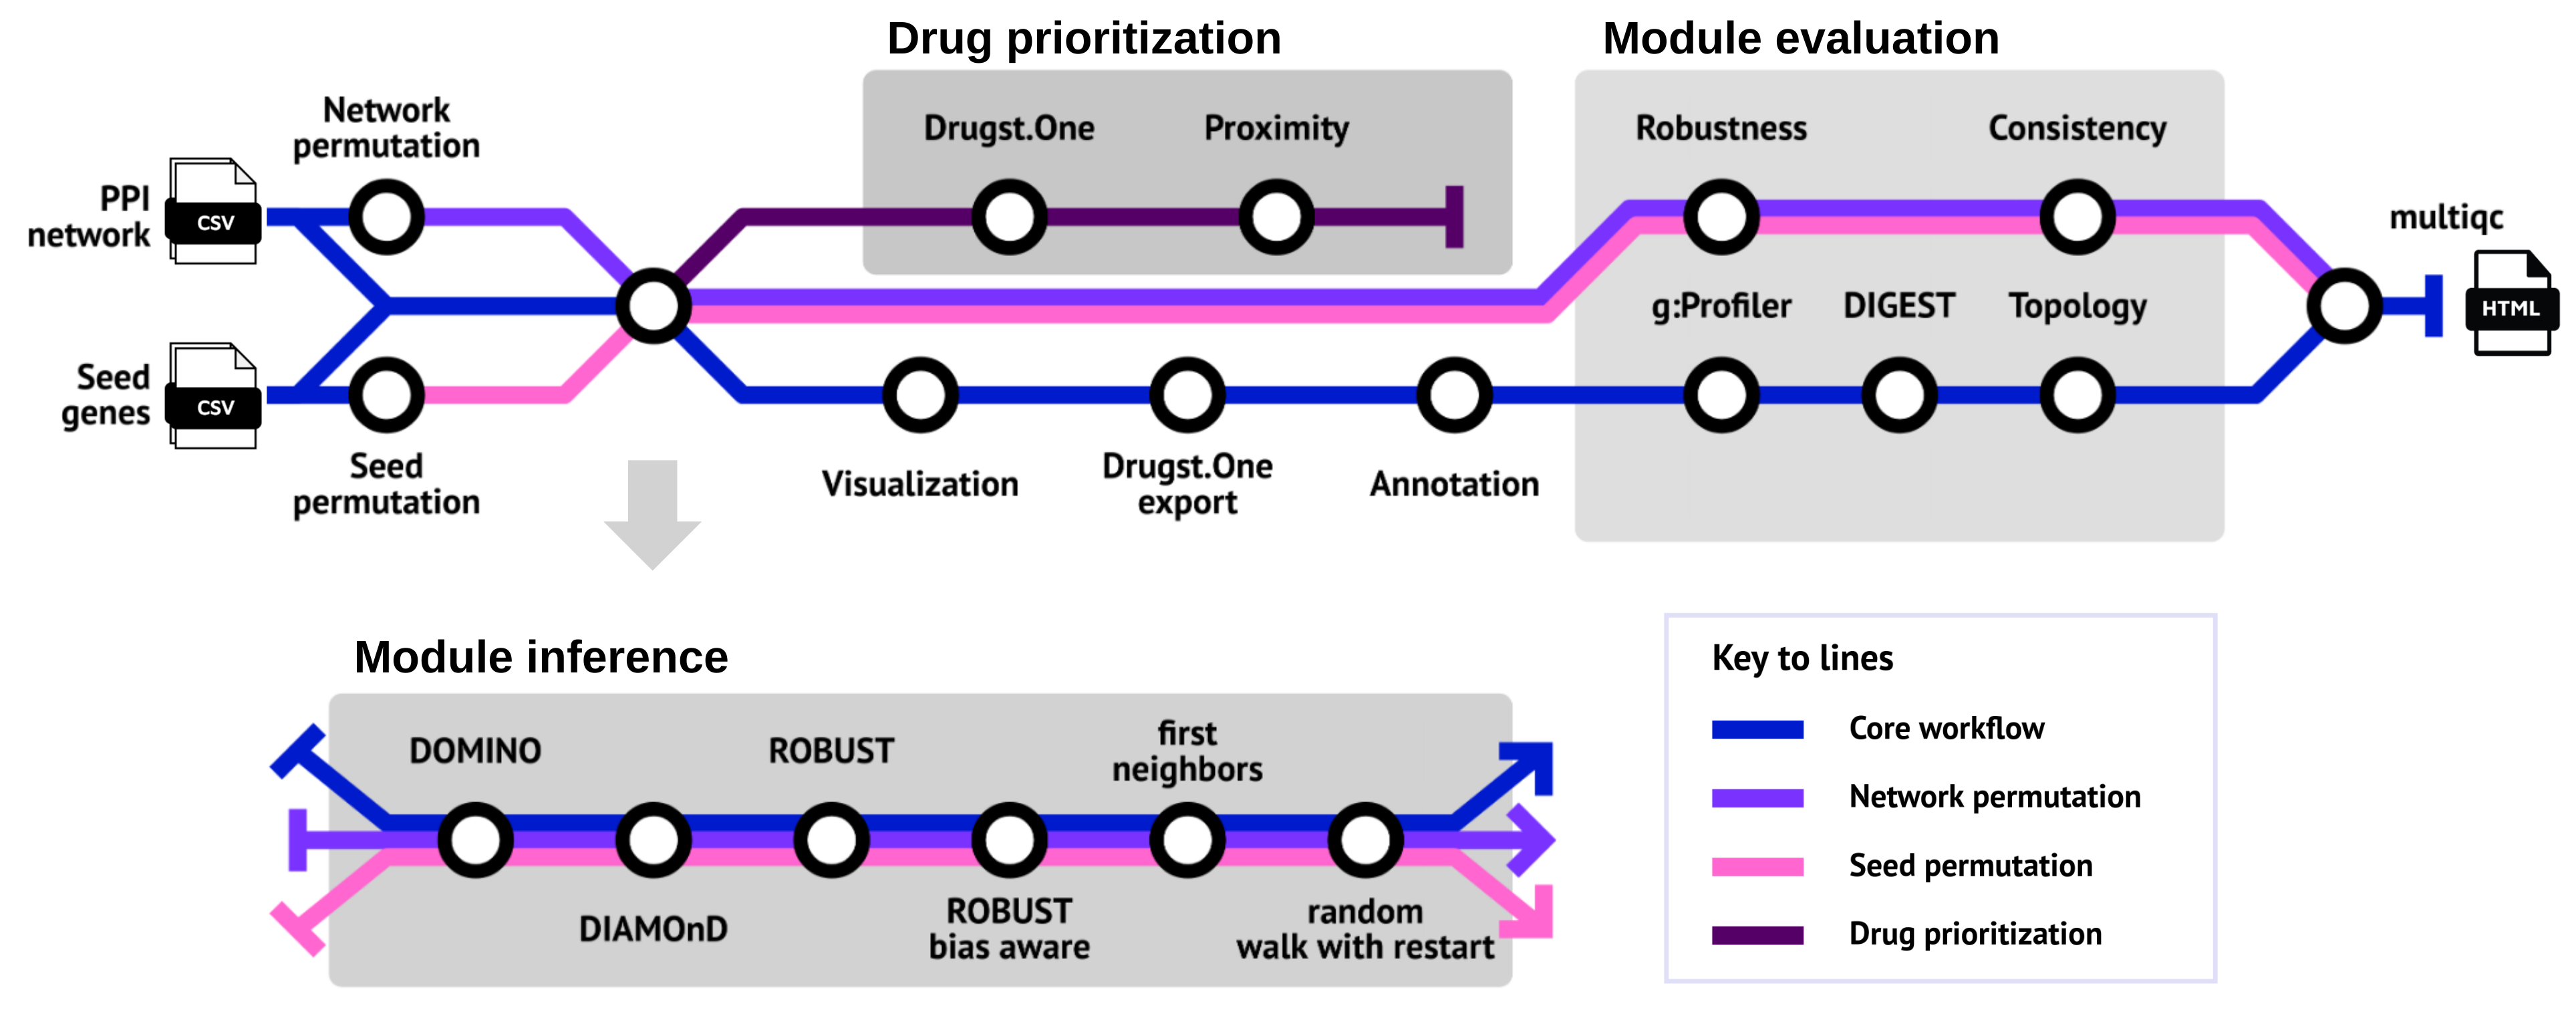 Drug prioritization
Module evaluation
Network
permutation
Drugst.One
Proximity
Robustness
Consistency
PPI
network
CSV
multiqc
HTML
g:Profiler
DIGEST
Topology
Seed
genes
CSV
Seed
permutation
Visualization
Drugst.One
export
Annotation
Module inference
DOMINO
ROBUST
first
neighbors
DIAMOnD
ROBUST
bias aware
random
walk with restart
Key to lines
Core workflow
Network permutation
Seed permutation
Drug prioritization